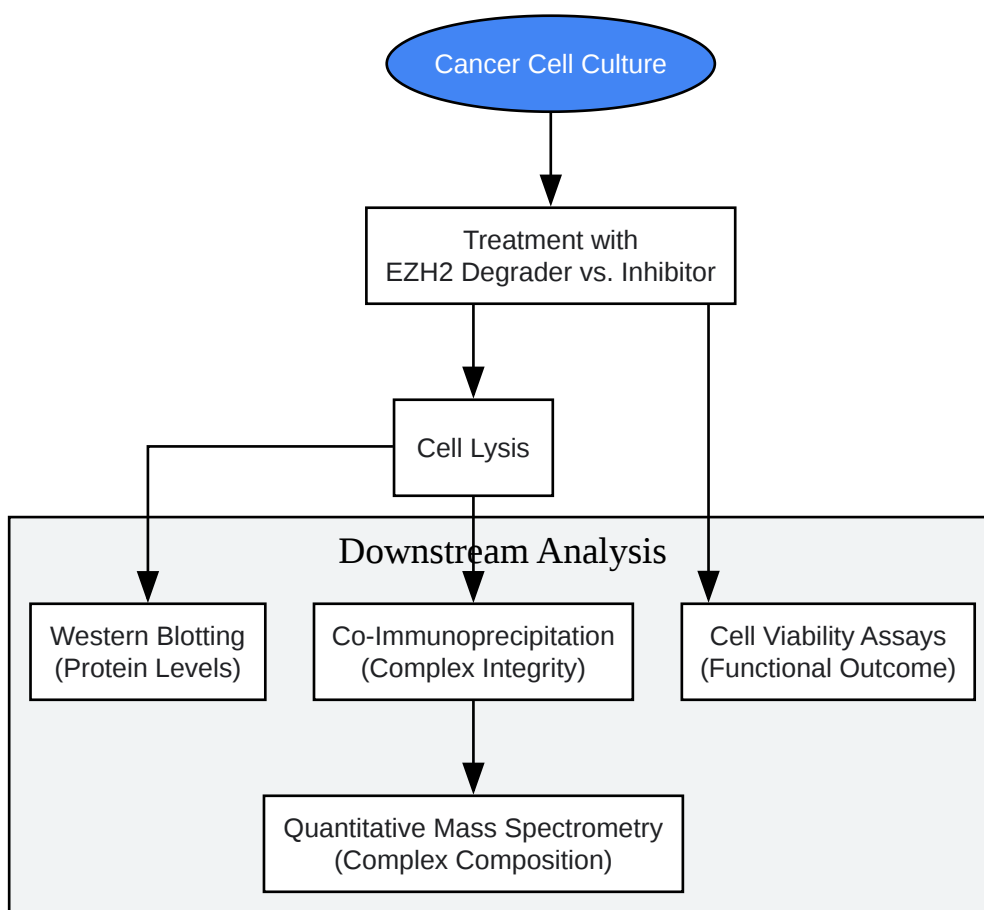 Cancer Cell Culture
Treatment with
EZH2 Degrader vs. Inhibitor
Cell Lysis
Downstream Analysis
Western Blotting
(Protein Levels)
Co-Immunoprecipitation
(Complex Integrity)
Cell Viability Assays
(Functional Outcome)
Quantitative Mass Spectrometry
(Complex Composition)